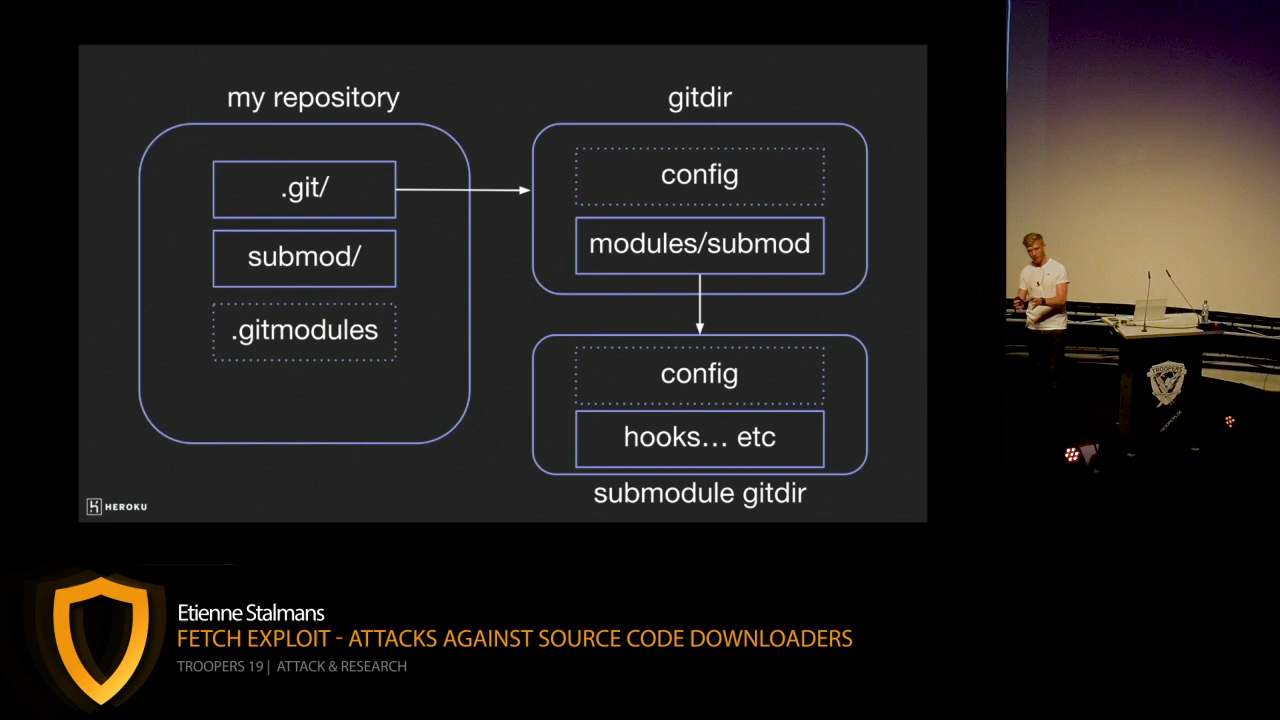 my repository
.git/
submod/
.gitmodules
gitdir
config
modules/submod
config
hooks... etc
submodule gitdir
HEROKU
TROOPERS
Etienne Stalmans
FETCH EXPLOIT - ATTACKS AGAINST SOURCE CODE DOWNLOADERS
TROOPERS 19 | ATTACK & RESEARCH